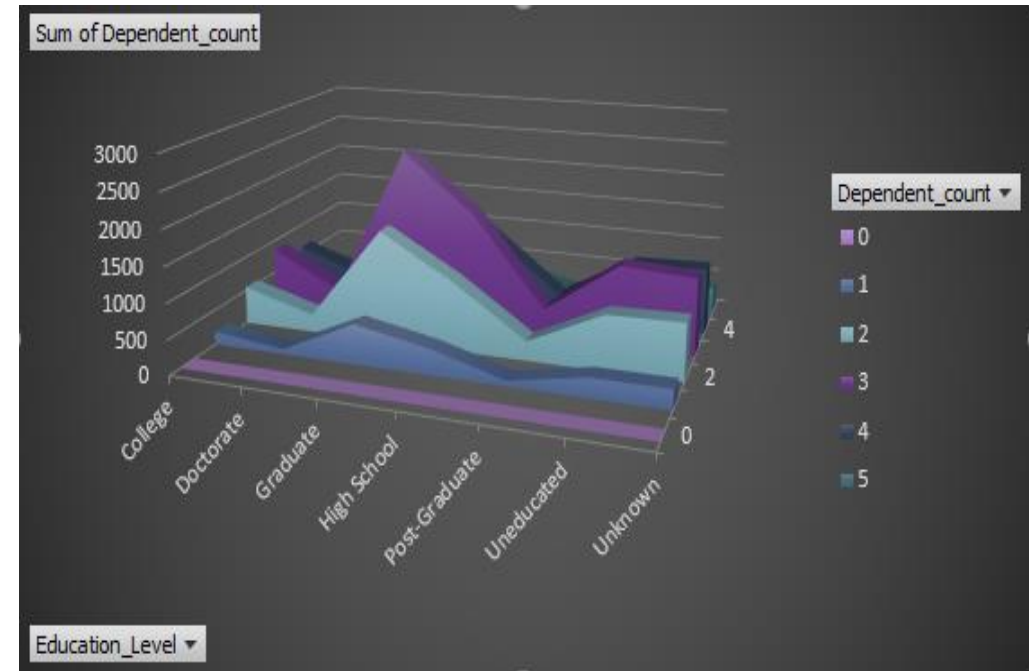 Sum of Dependent_count
3000
2500
2000
1500
1000
500
0
College
Doctorate
Graduate
High School
Post-Graduate
Uneducated
Unknown
4
2
0
Dependent_count
0
1
2
3
4
5
Education_Level